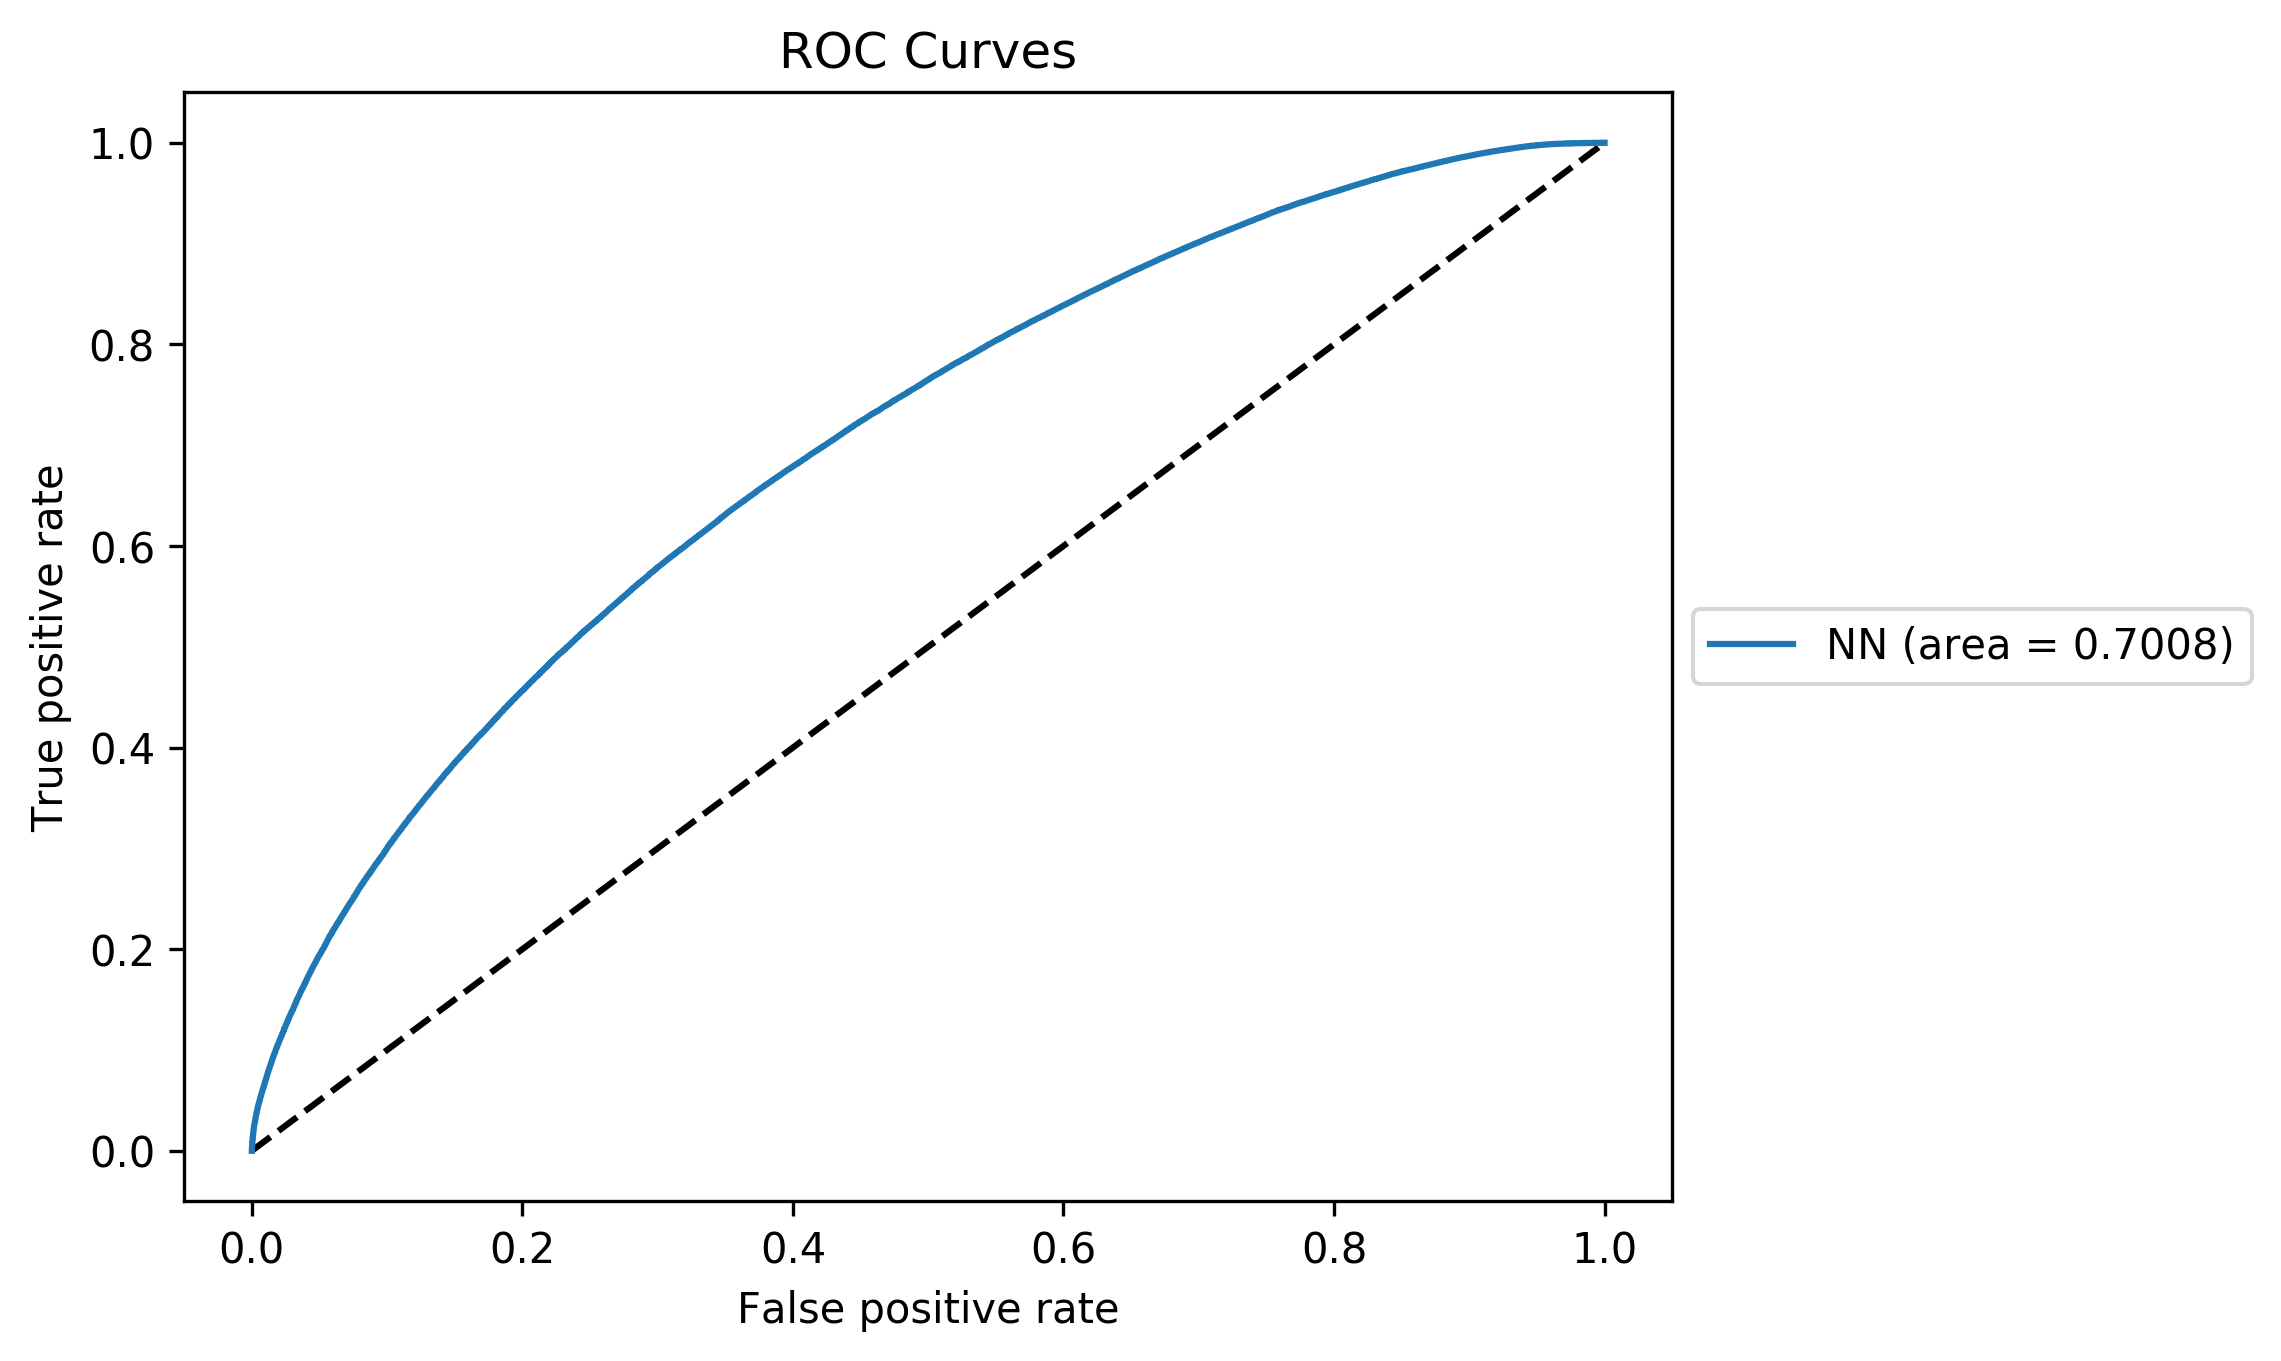 ROC Curves
1.0
0.8
0.6
0.4
0.2
0.0
True positive rate
0.0 0.2 0.4 0.6 0.8 1.0
False positive rate
NN (area = 0.7008)